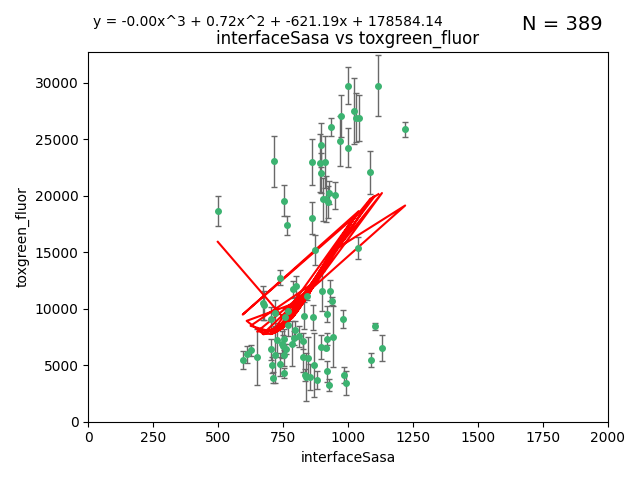 y = -0.00x^3 + 0.72x^2 + -621.19x + 178584.14
N = 389
interfaceSasa vs toxgreen_fluor
30000
25000
20000
15000
10000
5000
0
toxgreen_fluor
0 250 500 750 1000 1250 1500 1750 2000
interfaceSasa